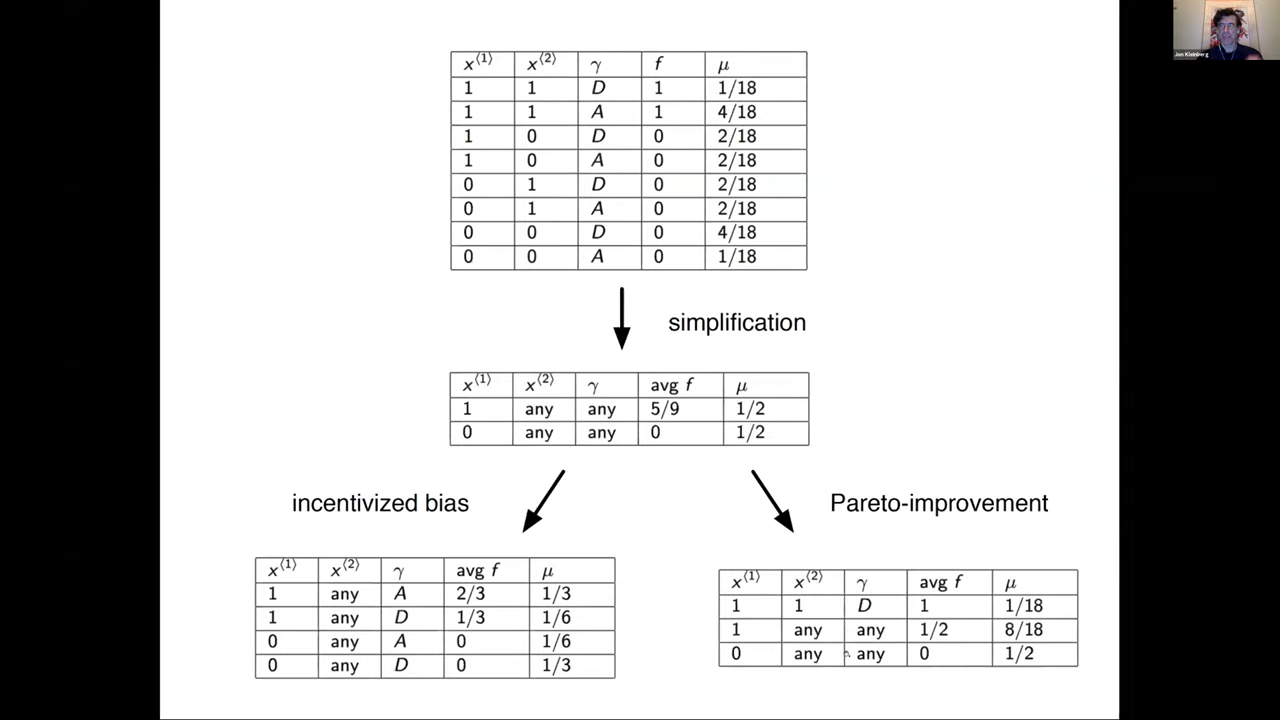 Jon Kleinberg
x⟨1⟩ x⟨2⟩ γ f μ
1 1 D 1 1/18
1 1 A 1 4/18
1 0 D 0 2/18
1 0 A 0 2/18
0 1 D 0 2/18
0 1 A 0 2/18
0 0 D 0 4/18
0 0 A 0 1/18
simplification
x⟨1⟩ x⟨2⟩ γ avg f μ
1 any any 5/9 1/2
0 any any 0 1/2
incentivized bias
Pareto-improvement
x⟨1⟩ x⟨2⟩ γ avg f μ
1 any A 2/3 1/3
1 any D 1/3 1/6
0 any A 0 1/6
0 any D 0 1/3
x⟨1⟩ x⟨2⟩ γ avg f μ
1 1 D 1 1/18
1 any any 1/2 8/18
0 any any 0 1/2